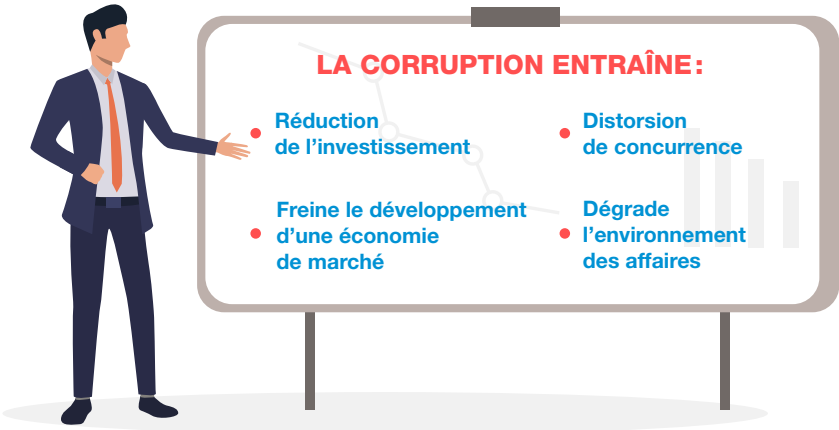 LA CORRUPTION ENTRAÎNE :
Réduction
de l’investissement
Freine le développement
d’une économie
de marché
Distorsion
de concurrence
Dégrade
l’environnement
des affaires